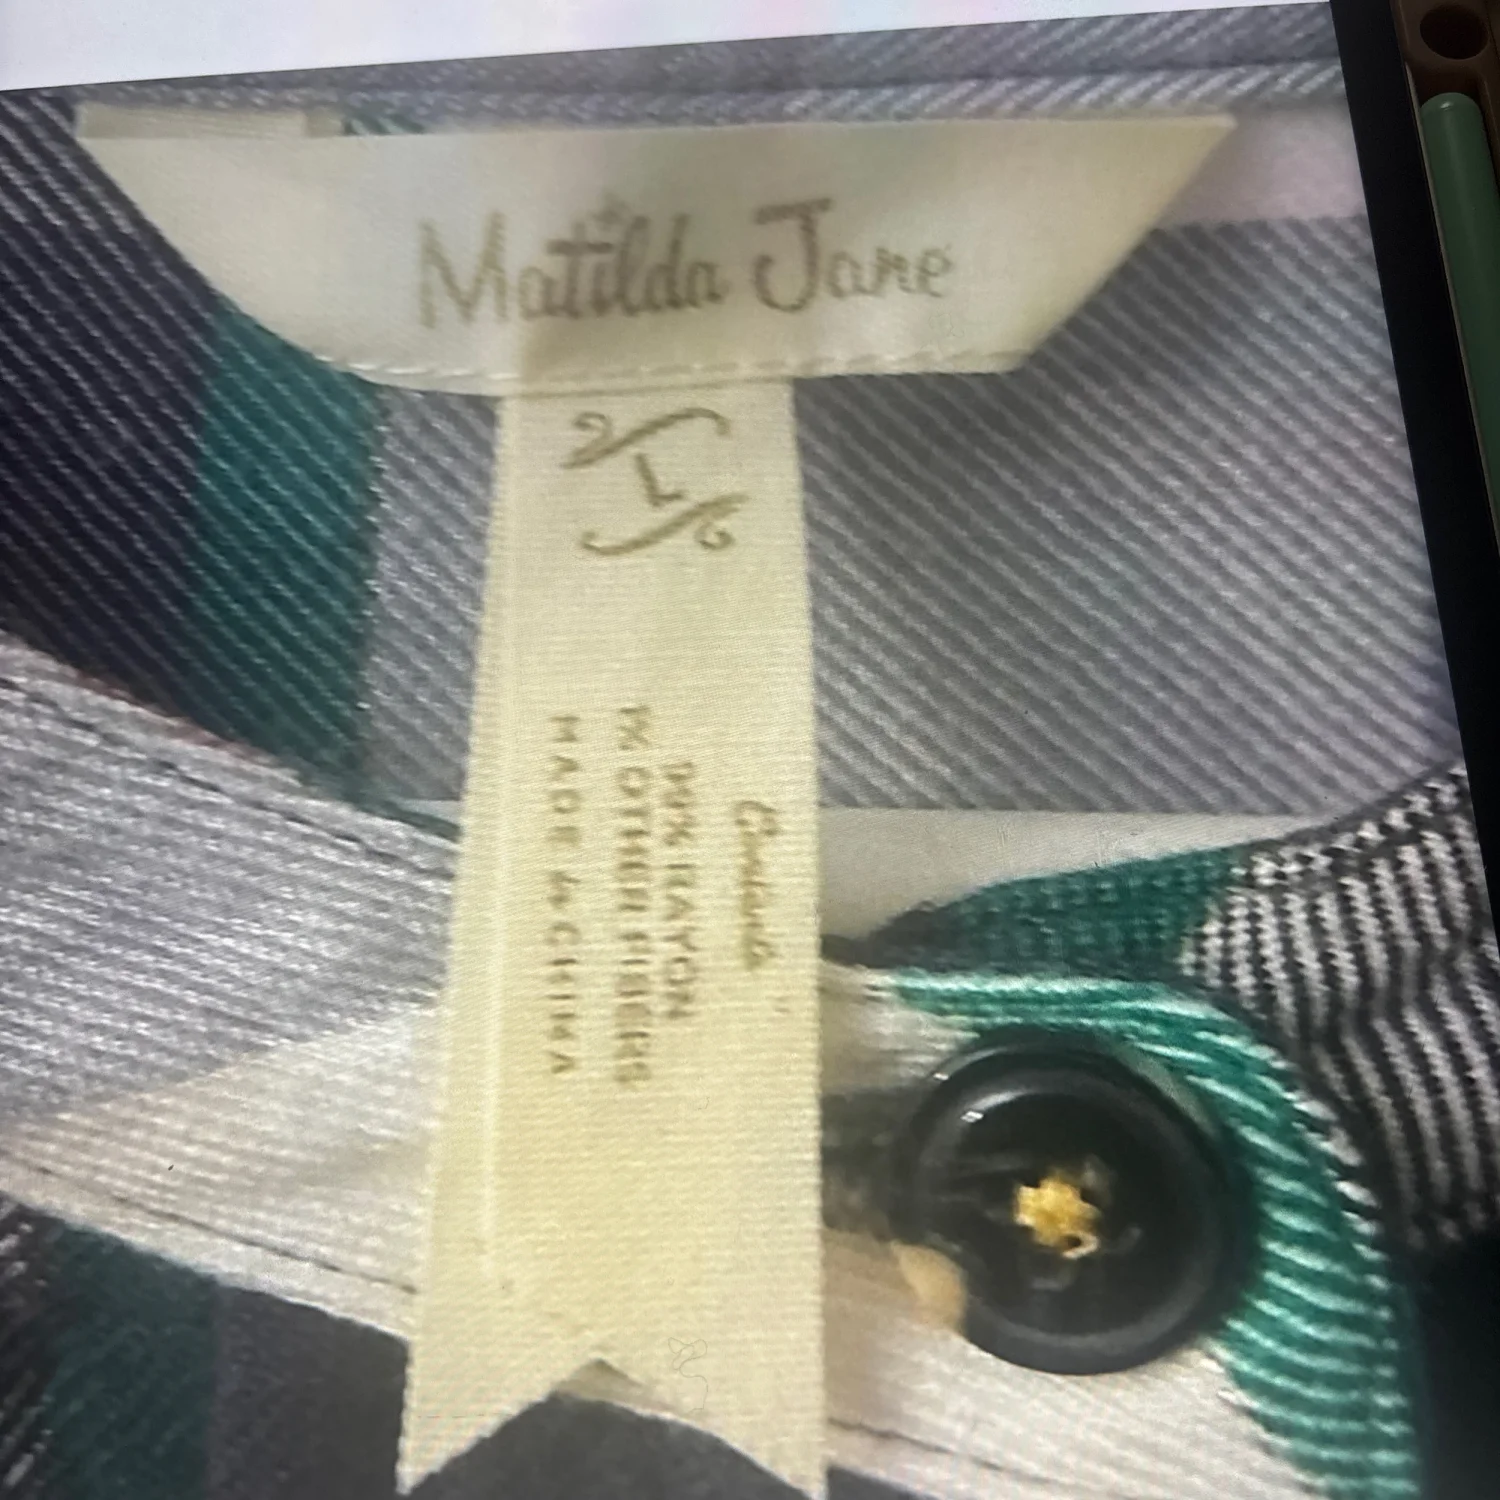 Matilda Jane
L
99% RAYON
1% OTHER FIBERS
MADE in CHINA